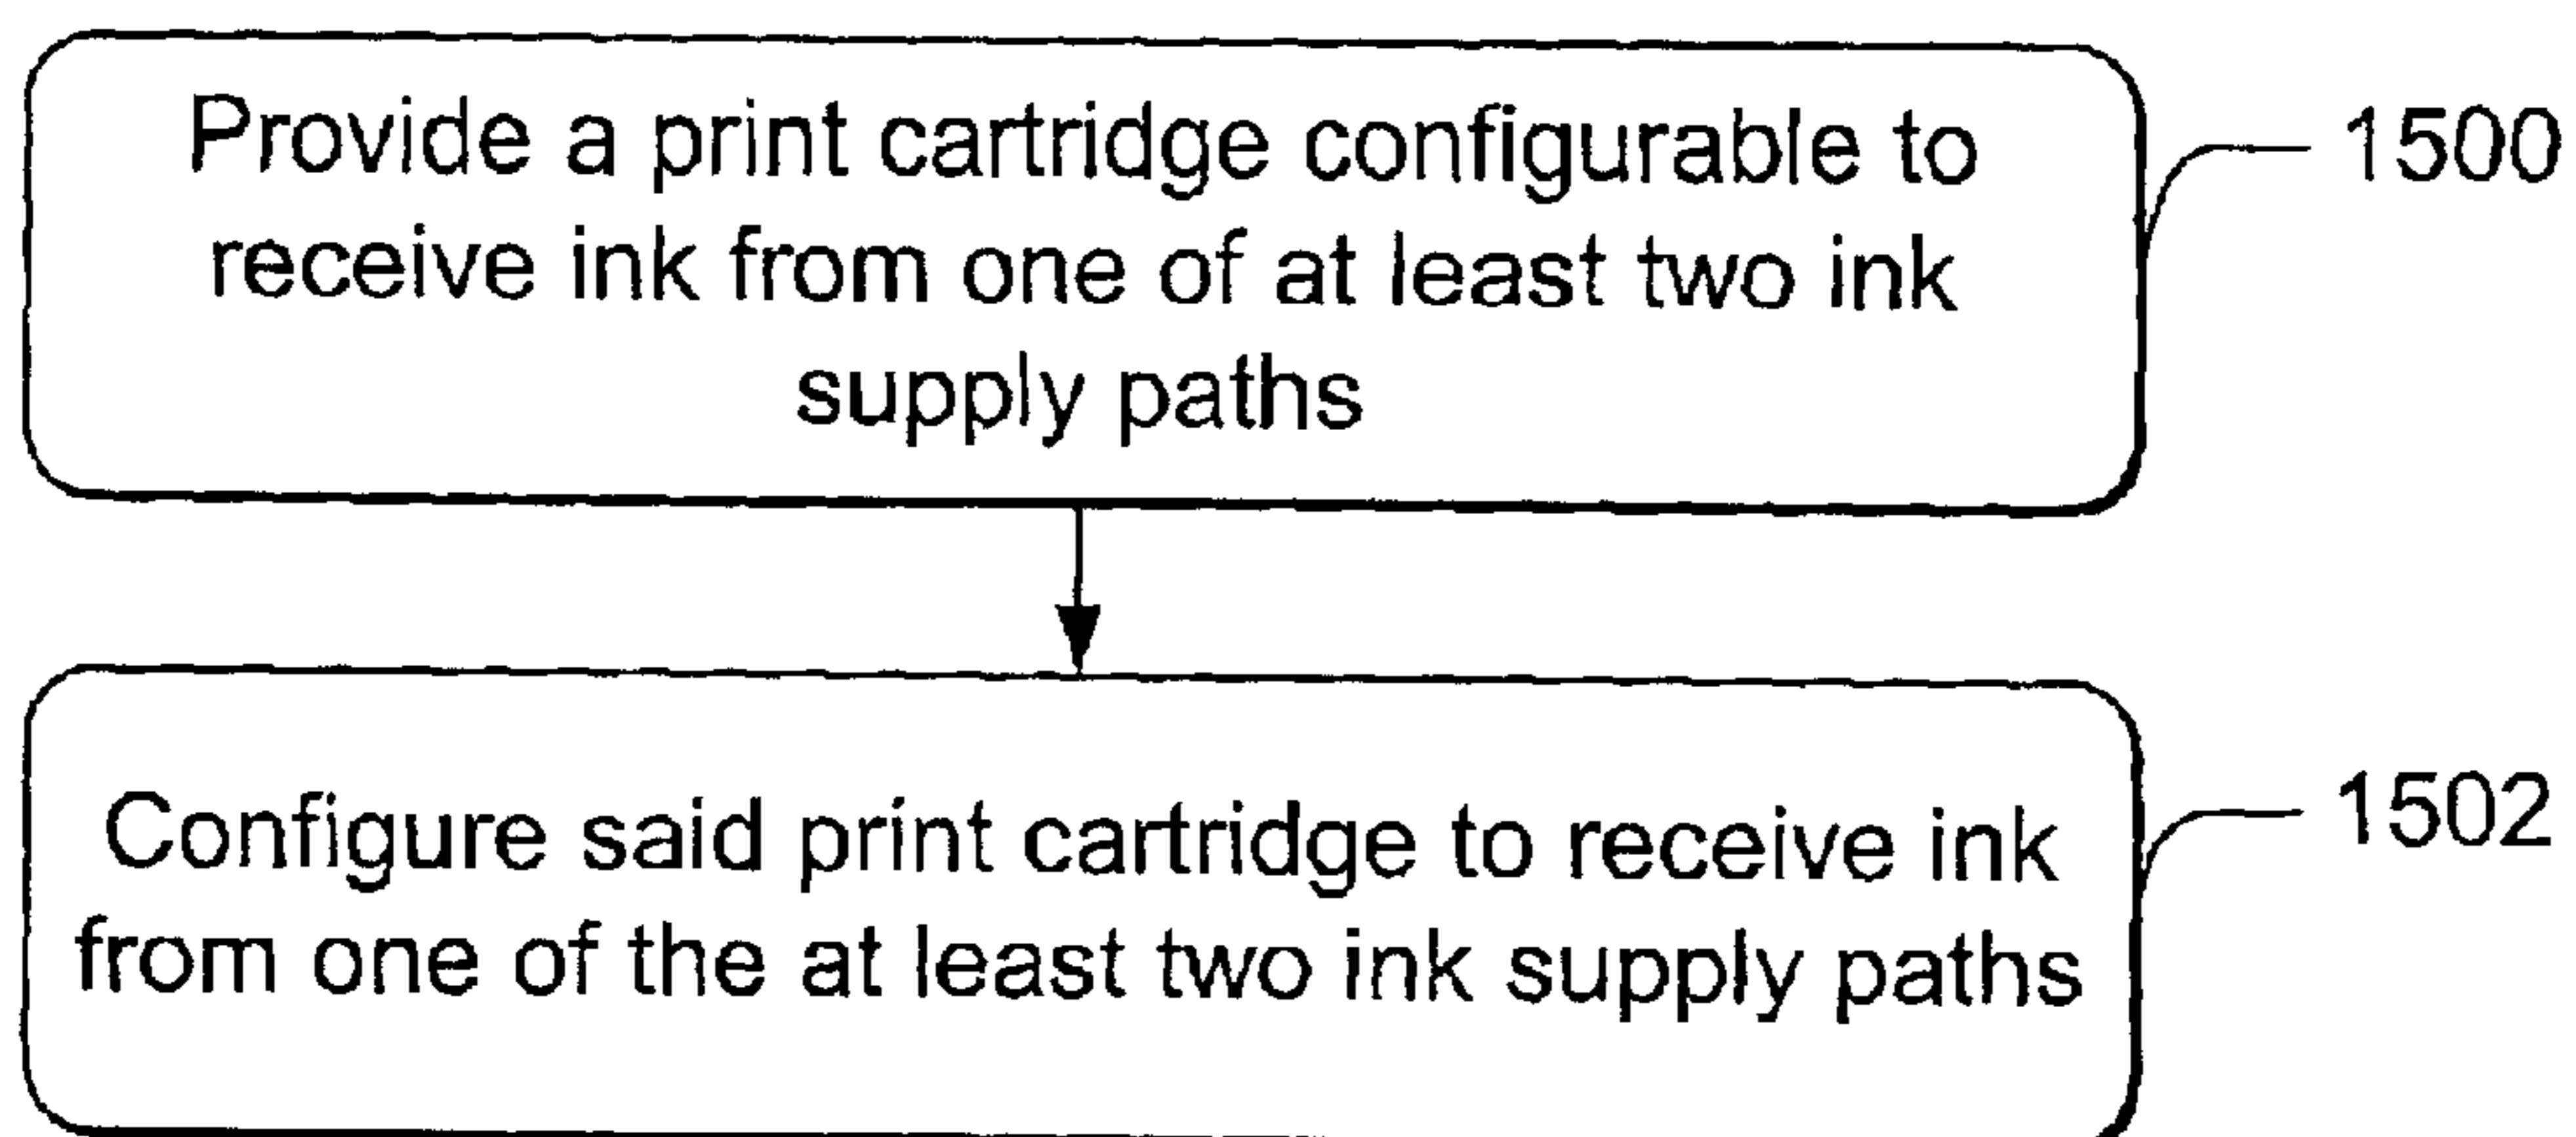 Provide a print cartridge configurable to
receive ink from one of at least two ink
supply paths
1500
Configure said print cartridge to receive ink
from one of the at least two ink supply paths
1502